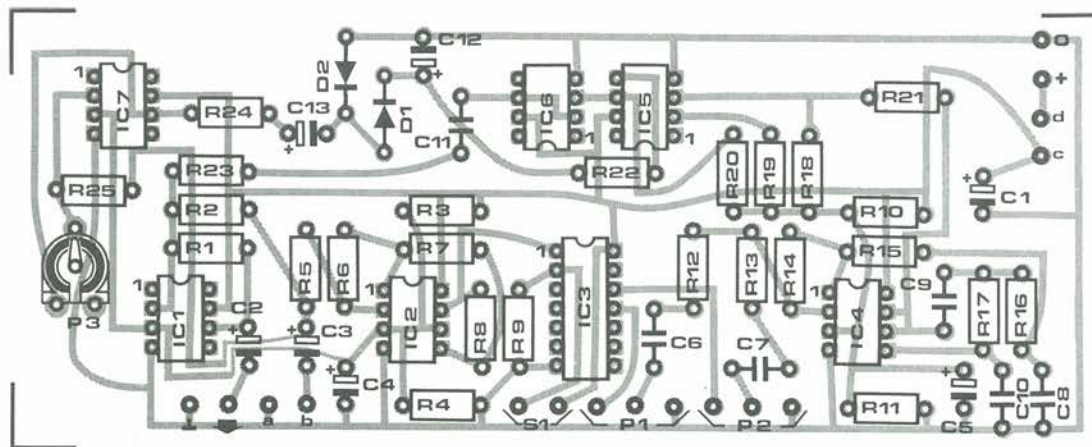 C12
0
D2
+
1
+
IC7
R24
C13
D1
IC6
IC5
R21
d
+
C11
1
1
c
R23
R22
R20
R19
R18
+
R25
R2
R3
R10
C1
R1
R7
1
R15
R5
R6
R12
R13
R14
C9
1
C2
1
1
P3
IC1
+
+
C3
IC2
R8
R9
IC3
C6
IC4
R17
R16
+
C4
C7
+
a
b
R4
S1
P1
P2
R11
C5
C10
C8